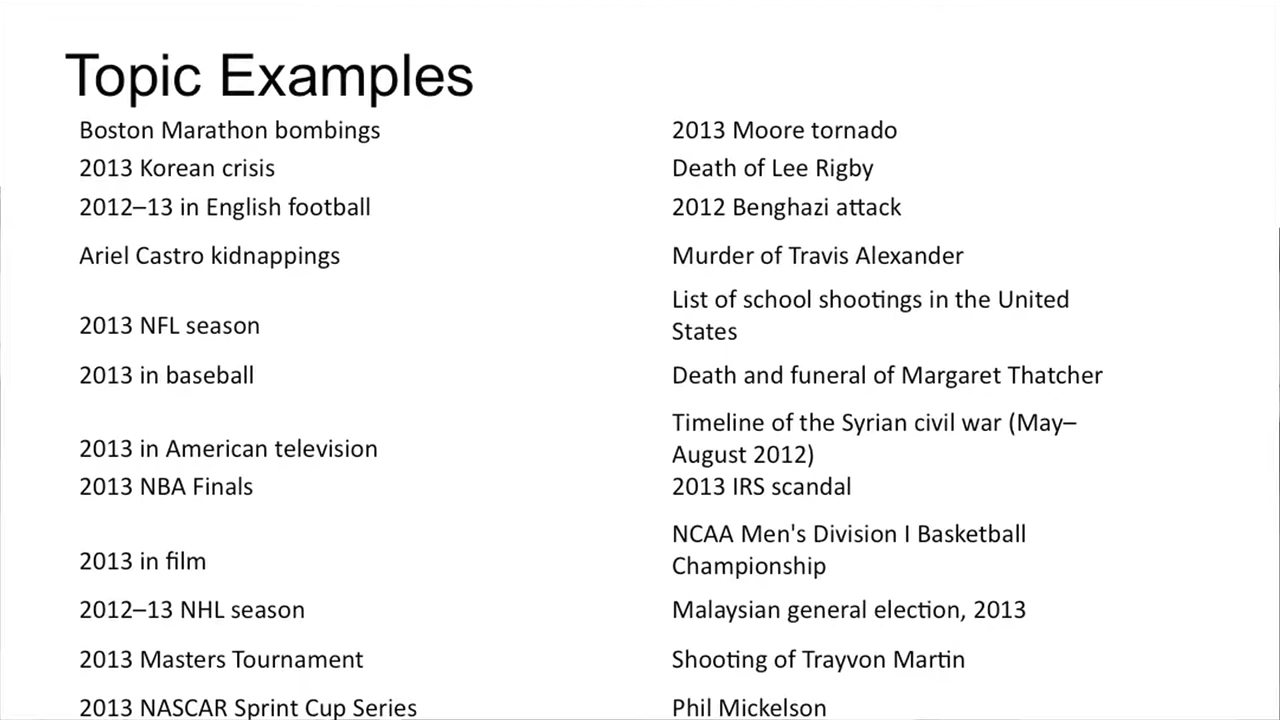 Topic Examples
Boston Marathon bombings
2013 Moore tornado
2013 Korean crisis
Death of Lee Rigby
2012–13 in English football
2012 Benghazi attack
Ariel Castro kidnappings
Murder of Travis Alexander
2013 NFL season
List of school shootings in the United
States
2013 in baseball
Death and funeral of Margaret Thatcher
2013 in American television
Timeline of the Syrian civil war (May–
August 2012)
2013 NBA Finals
2013 IRS scandal
2013 in film
NCAA Men's Division I Basketball
Championship
2012–13 NHL season
Malaysian general election, 2013
2013 Masters Tournament
Shooting of Trayvon Martin
2013 NASCAR Sprint Cup Series
Phil Mickelson